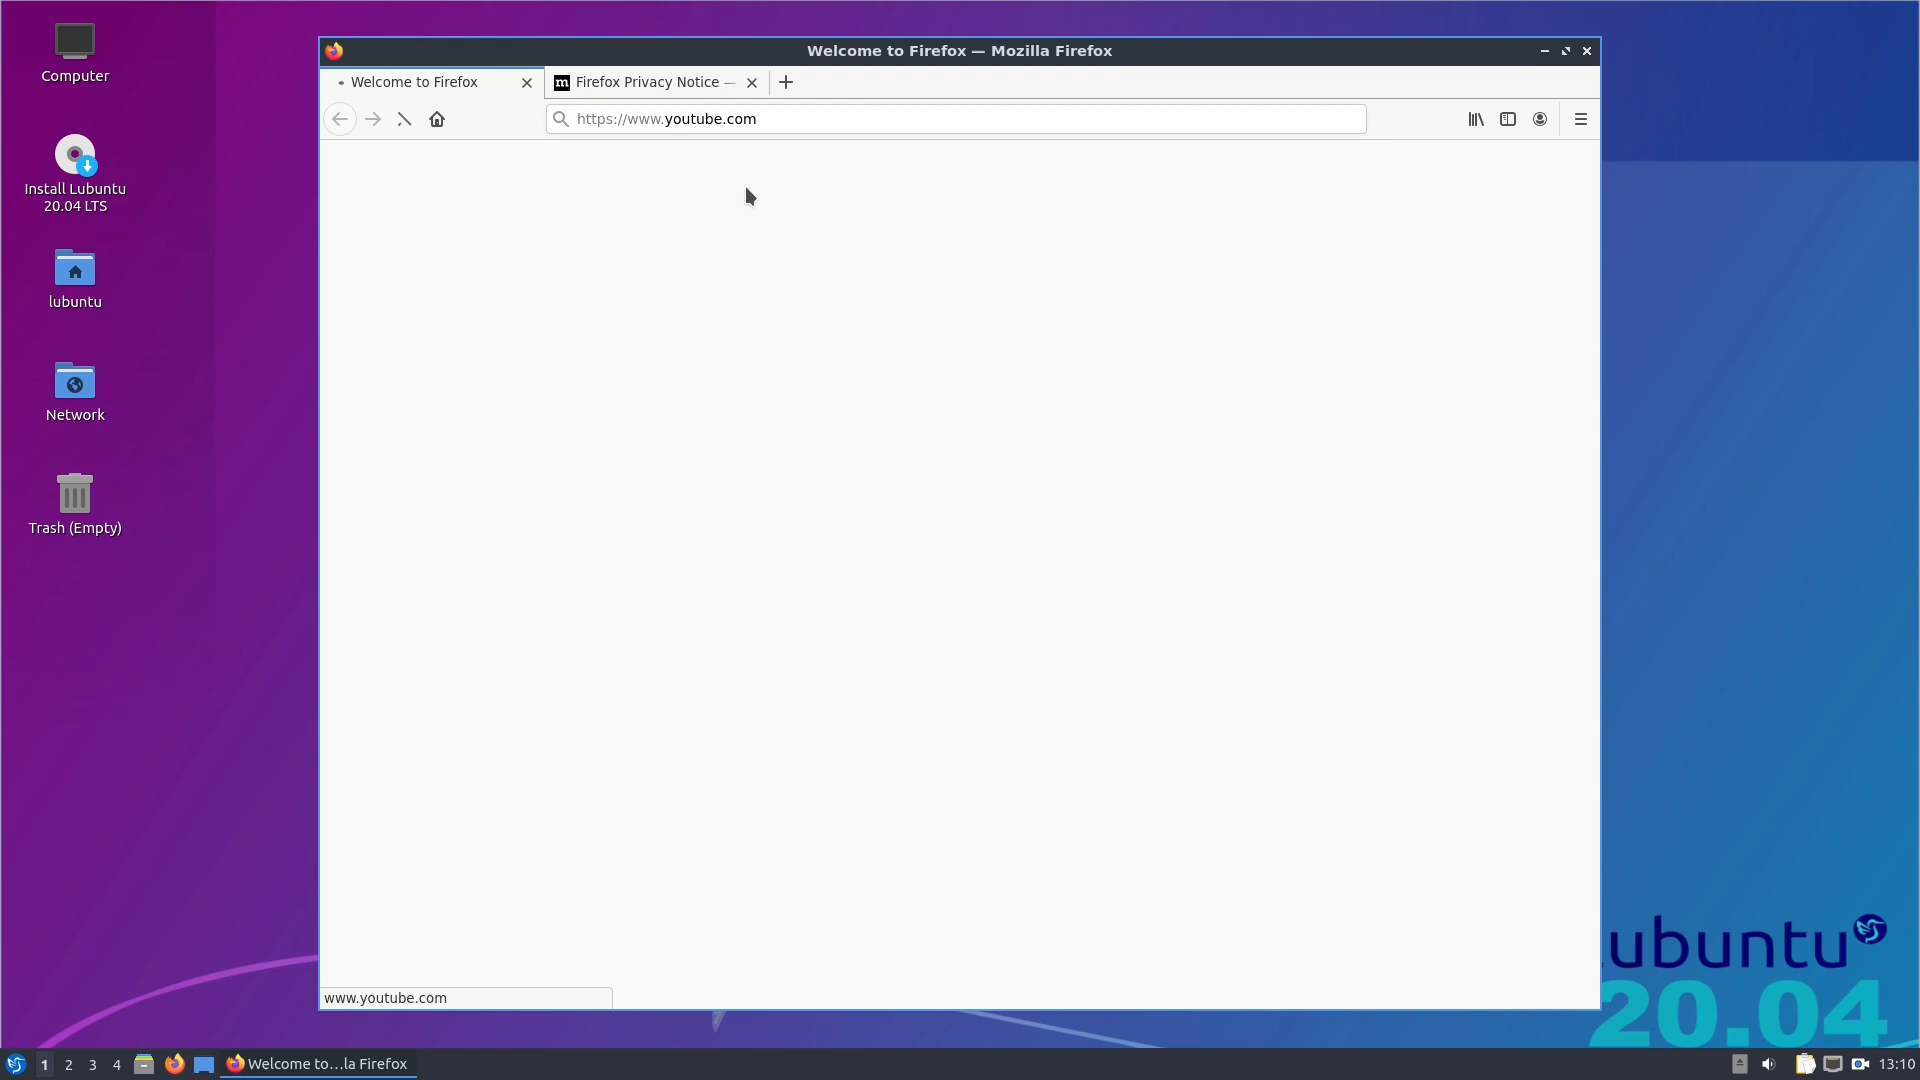 Computer
Install Lubuntu
20.04 LTS
lubuntu
Network
Trash (Empty)
Welcome to Firefox — Mozilla Firefox
Welcome to Firefox
Firefox Privacy Notice —
https://www.youtube.com
www.youtube.com
ubuntu
20.04
1 2 3 4
Welcome to...la Firefox
13:10